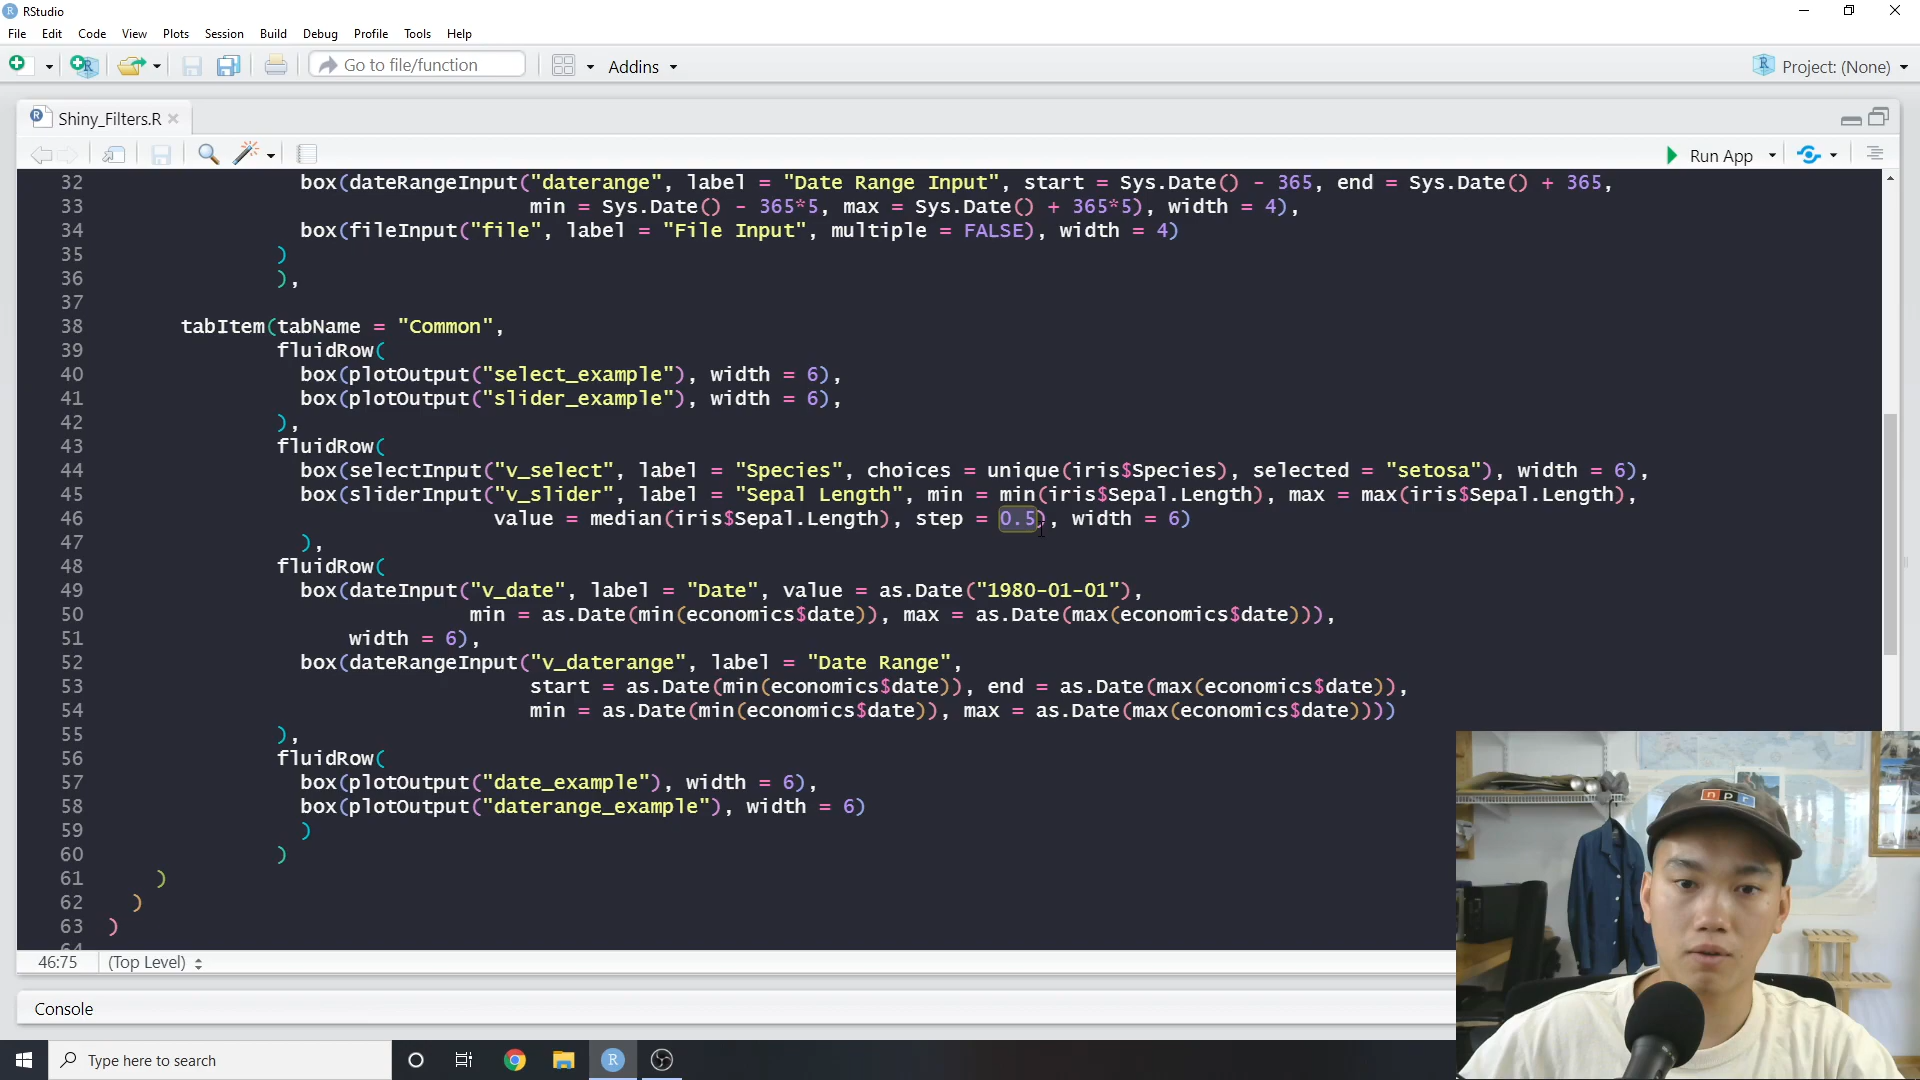 RStudio
File Edit Code View Plots Session Build Debug Profile Tools Help
Go to file/function Addins Project: (None)
Shiny_Filters.R
Run App
32 box(dateRangeInput("daterange", label = "Date Range Input", start = Sys.Date() - 365, end = Sys.Date() + 365,
33 min = Sys.Date() - 365*5, max = Sys.Date() + 365*5), width = 4),
34 box(fileInput("file", label = "File Input", multiple = FALSE), width = 4)
35 )
36 ),
37
38 tabItem(tabName = "Common",
39 fluidRow(
40 box(plotOutput("select_example"), width = 6),
41 box(plotOutput("slider_example"), width = 6),
42 ),
43 fluidRow(
44 box(selectInput("v_select", label = "Species", choices = unique(iris$Species), selected = "setosa"), width = 6),
45 box(sliderInput("v_slider", label = "Sepal Length", min = min(iris$Sepal.Length), max = max(iris$Sepal.Length),
46 value = median(iris$Sepal.Length), step = 0.5), width = 6)
47 ),
48 fluidRow(
49 box(dateInput("v_date", label = "Date", value = as.Date("1980-01-01"),
50 min = as.Date(min(economics$date)), max = as.Date(max(economics$date))),
51 width = 6),
52 box(dateRangeInput("v_daterange", label = "Date Range",
53 start = as.Date(min(economics$date)), end = as.Date(max(economics$date)),
54 min = as.Date(min(economics$date)), max = as.Date(max(economics$date))))
55 ),
56 fluidRow(
57 box(plotOutput("date_example"), width = 6),
58 box(plotOutput("daterange_example"), width = 6)
59 )
60 )
61 )
62 )
63 )
64
46:75 (Top Level)
Console
npr
Type here to search